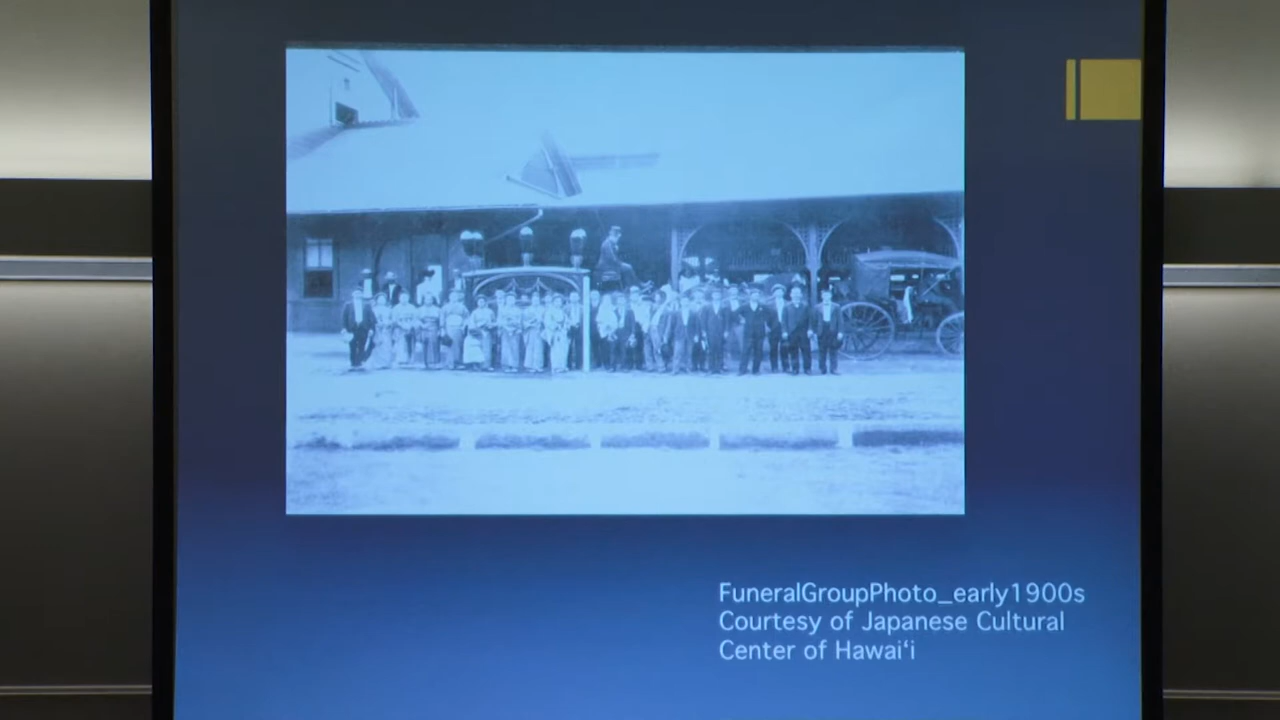 FuneralGroupPhoto_early1900s
Courtesy of Japanese Cultural
Center of Hawaiʻi